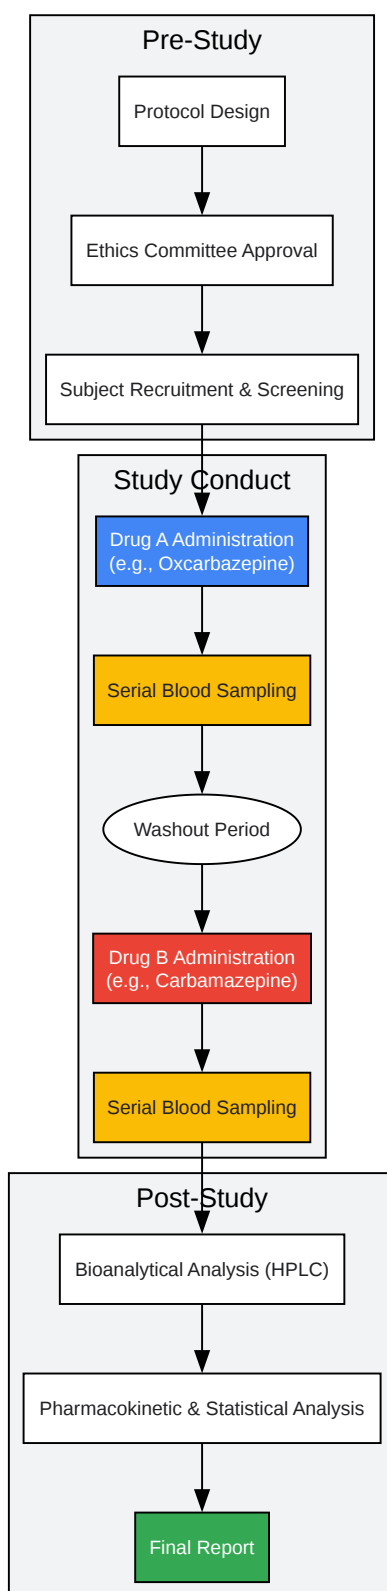 Pre-Study
Protocol Design
Ethics Committee Approval
Subject Recruitment & Screening
Study Conduct
Drug A Administration
(e.g., Oxcarbazepine)
Serial Blood Sampling
Washout Period
Drug B Administration
(e.g., Carbamazepine)
Serial Blood Sampling
Post-Study
Bioanalytical Analysis (HPLC)
Pharmacokinetic & Statistical Analysis
Final Report